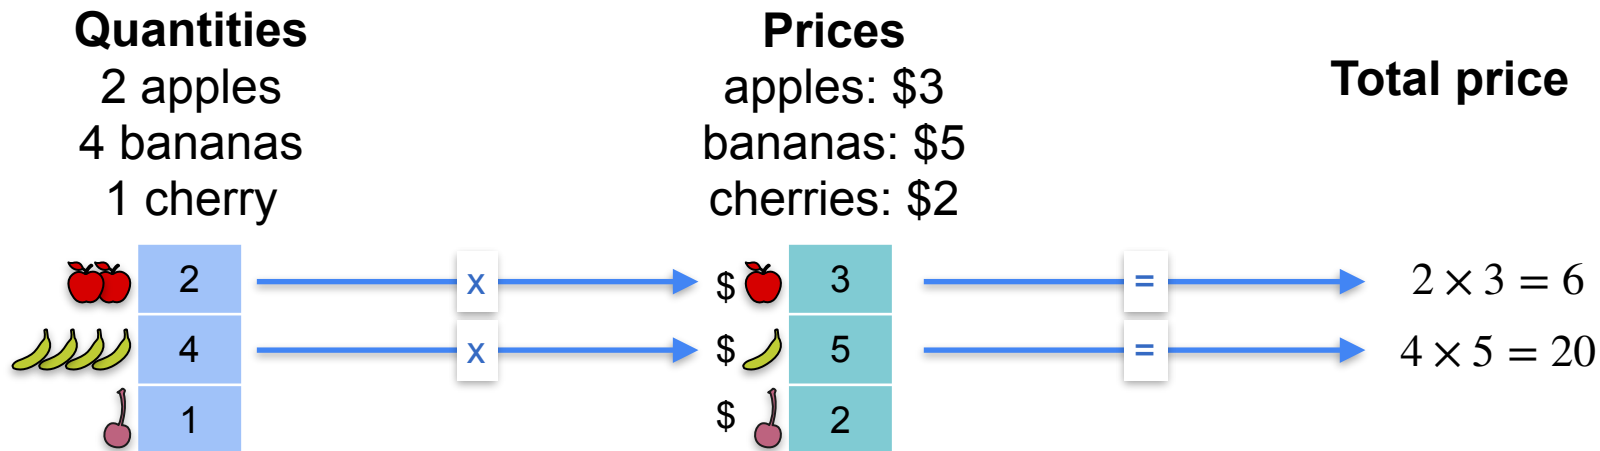 Quantities
2 apples
4 bananas
1 cherry
Prices
apples: $3
bananas: $5
cherries: $2
Total price
2 x $ 3 = 2 × 3 = 6
4 x $ 5 = 4 × 5 = 20
1 $ 2